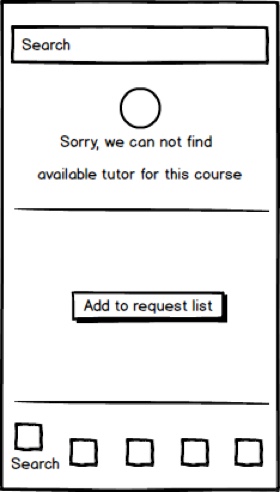 Search
Sorry, we can not find
available tutor for this course
Add to request list
Search